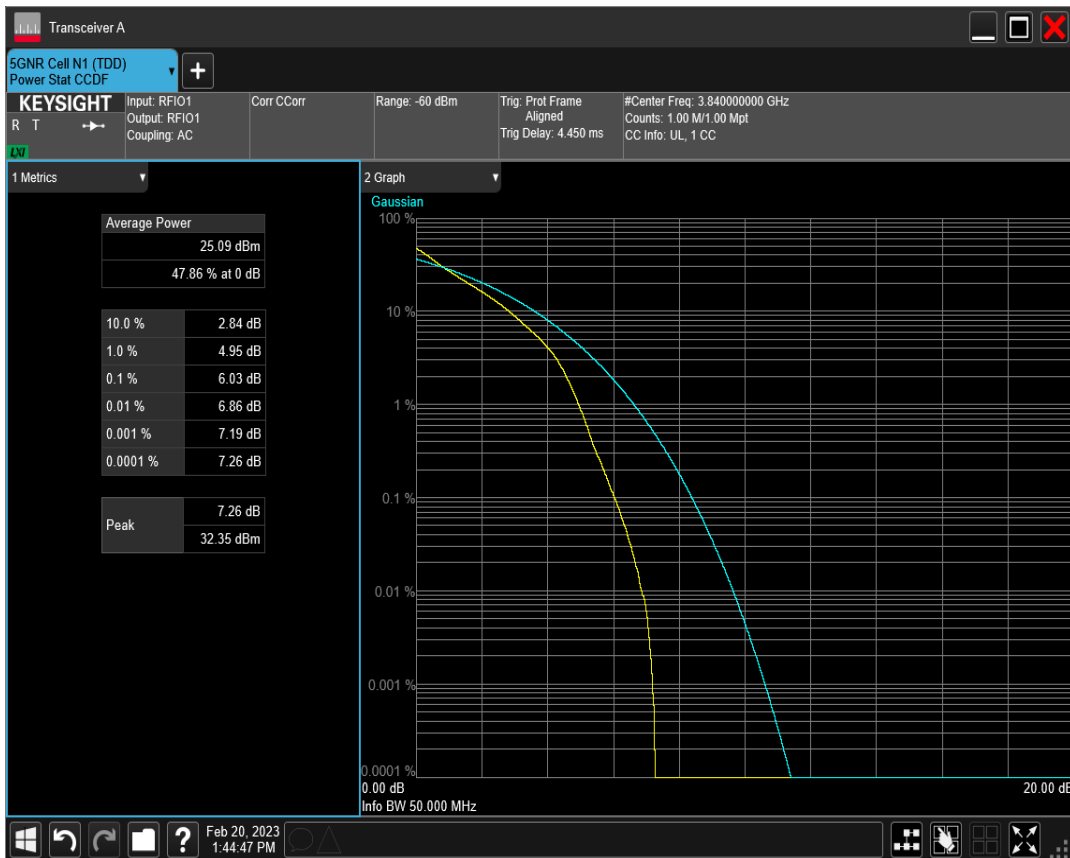 Transceiver A
5GNR Cell N1 (TDD)
Power Stat CCDF
+
KEYSIGHT
R T
LXI
Input: RFIO1
Output: RFIO1
Coupling: AC
Corr CCorr
Range: -60 dBm
Trig: Prot Frame
Aligned
Trig Delay: 4.450 ms
#Center Freq: 3.840000000 GHz
Counts: 1.00 M/1.00 Mpt
CC Info: UL, 1 CC
1 Metrics
Average Power
25.09 dBm
47.86 % at 0 dB
10.0 % 2.84 dB
1.0 % 4.95 dB
0.1 % 6.03 dB
0.01 % 6.86 dB
0.001 % 7.19 dB
0.0001 % 7.26 dB
Peak 7.26 dB
32.35 dBm
2 Graph
Gaussian
100 %
10 %
1 %
0.1 %
0.01 %
0.001 %
0.0001 %
0.00 dB
20.00 dB
Info BW 50.000 MHz
?
Feb 20, 2023
1:44:47 PM